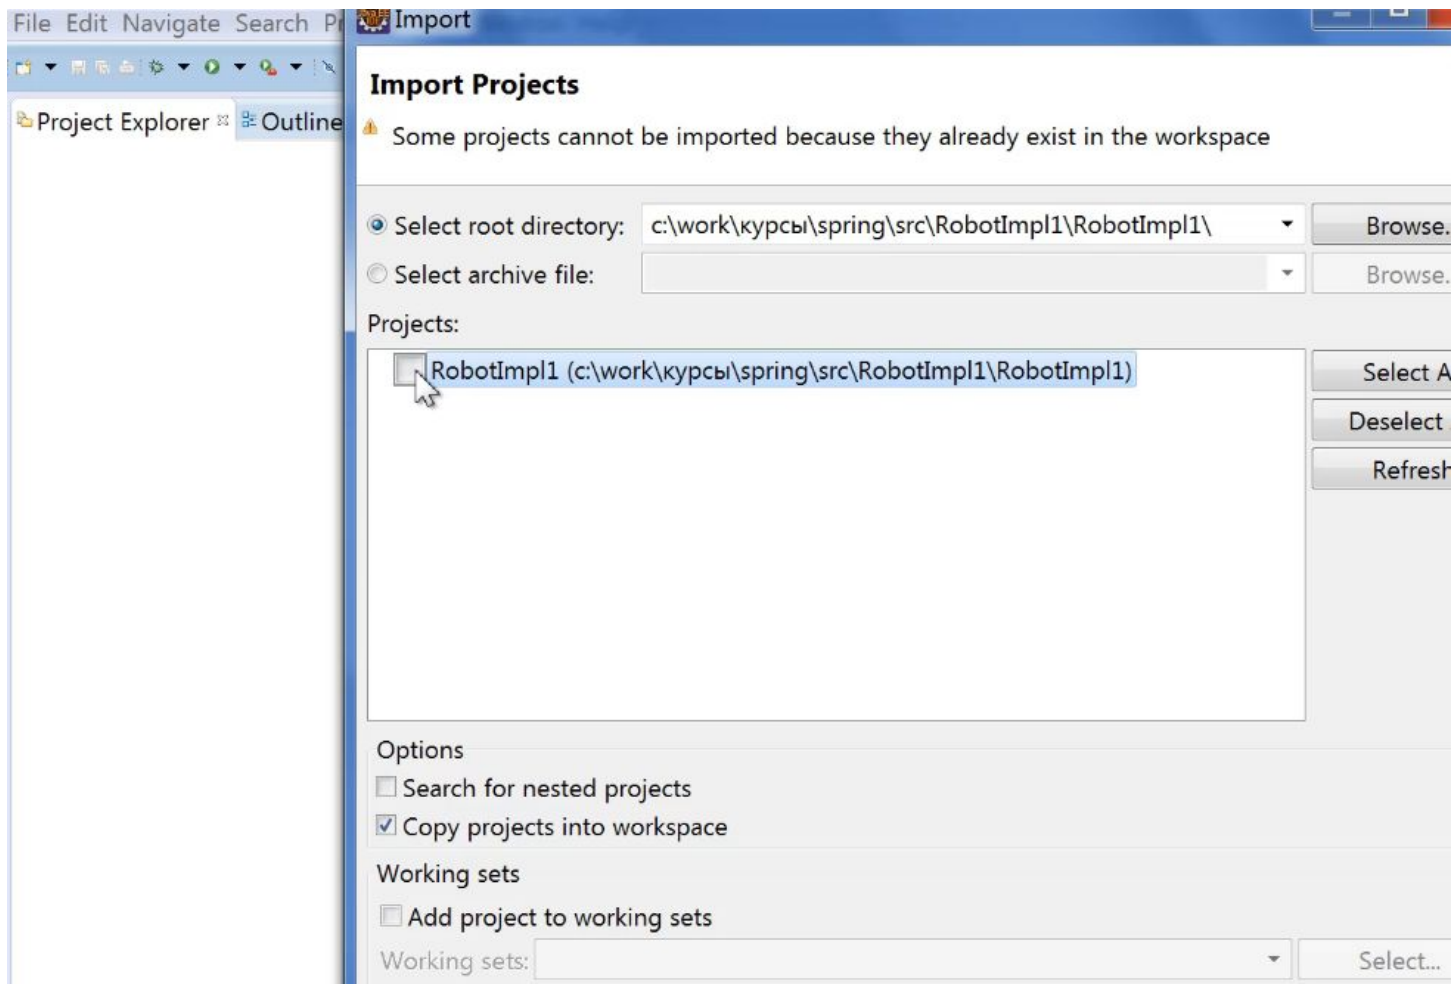 File Edit Navigate Search
Import
Project Explorer Outline
Import Projects
Some projects cannot be imported because they already exist in the workspace
Select root directory: c:\work\курсы\spring\src\RobotImpl1\RobotImpl1\ Browse..
Select archive file: Browse..
Projects:
RobotImpl1 (c:\work\курсы\spring\src\RobotImpl1\RobotImpl1)
Select A
Deselect
Refresh
Options
Search for nested projects
Copy projects into workspace
Working sets
Add project to working sets
Working sets: Select...